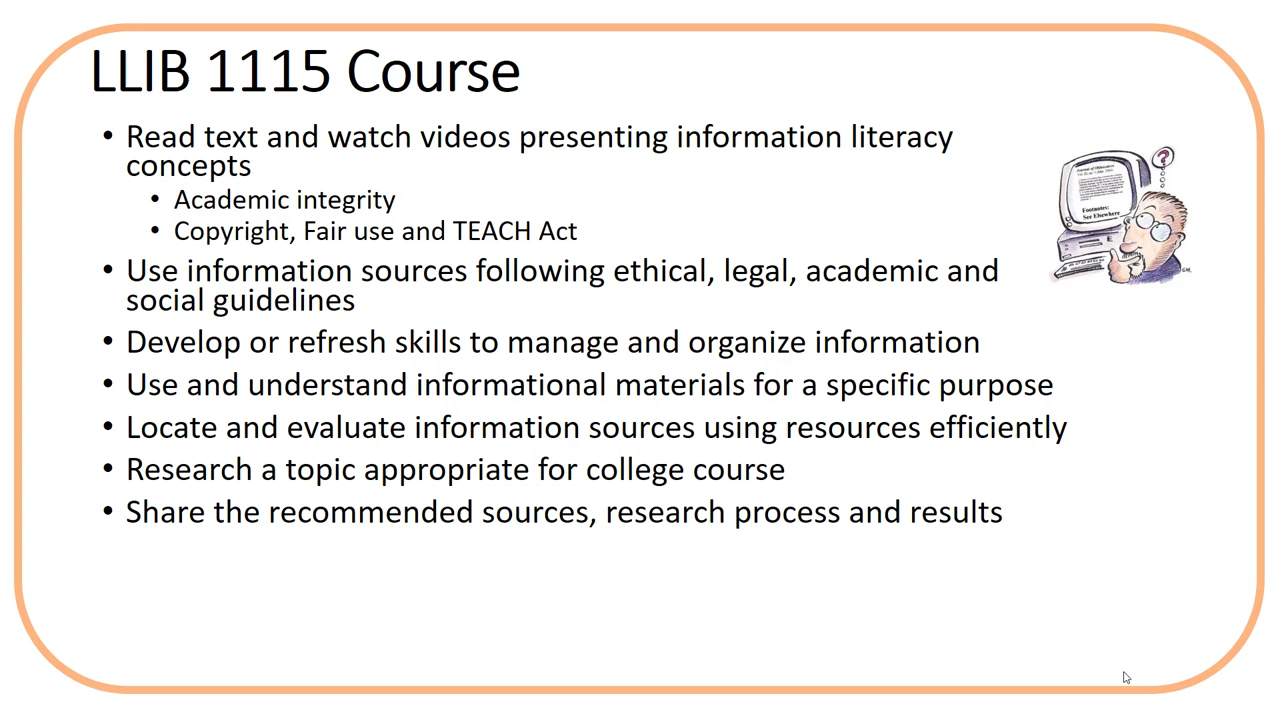 LLIB 1115 Course
• Read text and watch videos presenting information literacy
concepts
• Academic integrity
• Copyright, Fair use and TEACH Act
• Use information sources following ethical, legal, academic and
social guidelines
• Develop or refresh skills to manage and organize information
• Use and understand informational materials for a specific purpose
• Locate and evaluate information sources using resources efficiently
• Research a topic appropriate for college course
• Share the recommended sources, research process and results
?
Footnotes:
See Elsewhere